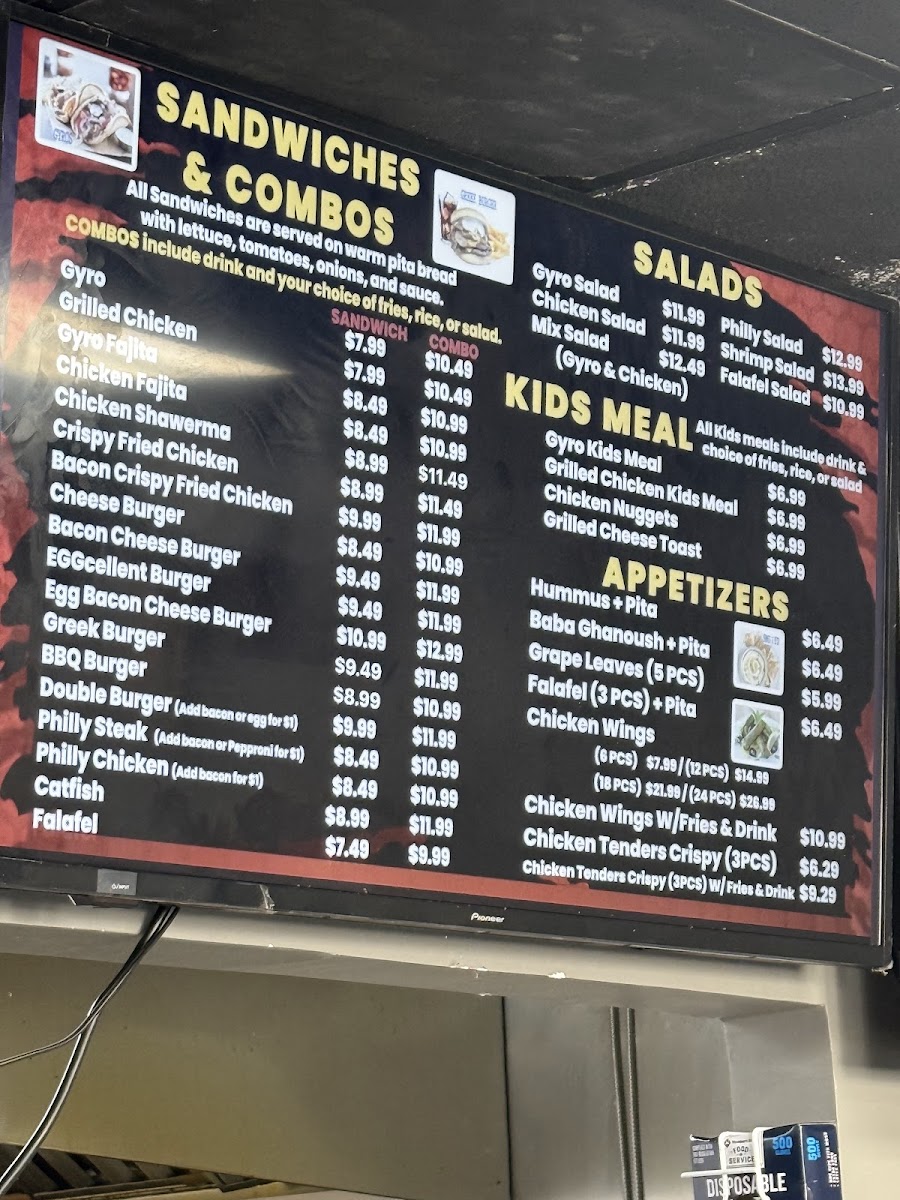 SANDWICHES
& COMBOS
All Sandwiches are served on warm pita bread
with lettuce, tomatoes, onions, and sauce.
COMBOS include drink and your choice of fries, rice, or salad.
SANDWICH COMBO
Gyro $7.99 $10.49
Grilled Chicken $7.99 $10.49
Gyro Fajita $8.49 $10.99
Chicken Fajita $8.49 $10.99
Chicken Shawerma $8.99 $11.49
Crispy Fried Chicken $8.99 $11.49
Bacon Crispy Fried Chicken $9.99 $11.99
Cheese Burger $8.49 $10.99
Bacon Cheese Burger $9.49 $11.99
EGGcellent Burger $9.49 $11.99
Egg Bacon Cheese Burger $10.99 $12.99
Greek Burger $9.49 $11.99
BBQ Burger $8.99 $10.99
Double Burger (Add bacon or egg for $1) $9.99 $11.99
Philly Steak (Add bacon or Pepproni for $1) $8.49 $10.99
Philly Chicken (Add bacon for $1) $8.49 $10.99
Catfish $8.99 $11.99
Falafel $7.49 $9.99
GYRO
GREEK BURGER
SALADS
Gyro Salad $11.99 Philly Salad $12.99
Chicken Salad $11.99 Shrimp Salad $13.99
Mix Salad $12.49 Falafel Salad $10.99
(Gyro & Chicken)
KIDS MEAL
All Kids meals include drink &
choice of fries, rice, or salad
Gyro Kids Meal $6.99
Grilled Chicken Kids Meal $6.99
Chicken Nuggets $6.99
Grilled Cheese Toast $6.99
APPETIZERS
Hummus + Pita $6.49
Baba Ghanoush + Pita $6.49
Grape Leaves (5 PCS) $5.99
Falafel (3 PCS) + Pita $6.49
Chicken Wings
(6 PCS) $7.99 / (12 PCS) $14.99
(18 PCS) $21.99 / (24 PCS) $26.99
Chicken Wings W/Fries & Drink $10.99
Chicken Tenders Crispy (3PCS) $6.29
Chicken Tenders Crispy (3PCS) w/ Fries & Drink $9.29
Pioneer
FOOD
SERVICE
500
500
DISPOSABLE